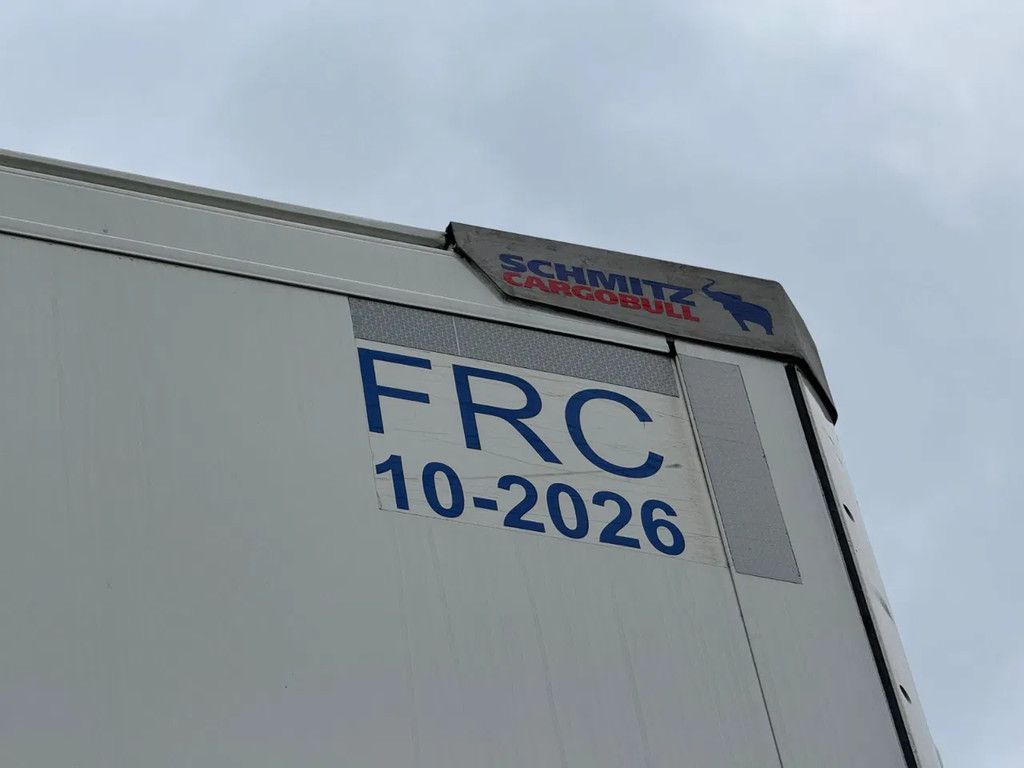 SCHMITZ
CARGOBULL
FRC
10-2026